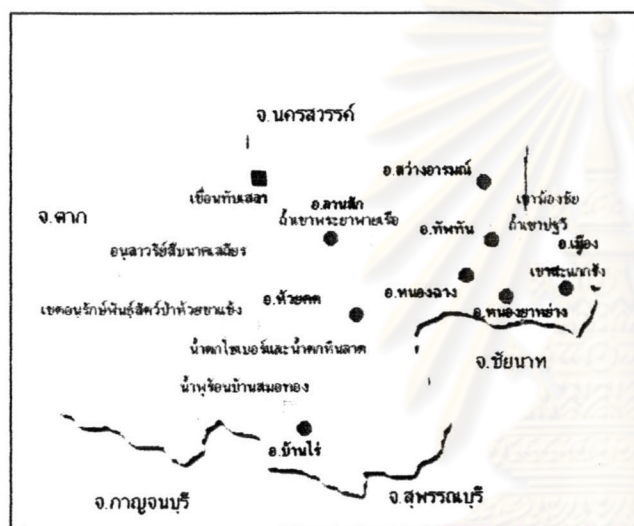 จ.นครสวรรค์
อ.สว่างอารมณ์
เขื่อนทับเสลา
อ.ลานสัก
ถ้ำเขาพระยาพายเรือ
เขาฆ้องชัย
ถ้ำเขาปฐวี
จ.ตาก
อ.ทัพทัน
อ.เมือง
อนุสาวรีย์สืบนาคเสถียร
เขาสะแกกรัง
เขตอนุรักษ์พันธุ์สัตว์ป่าห้วยขาแข้ง
อ.ห้วยคต
อ.หนองฉาง
อ.หนองขาหย่าง
น้ำตกไซเบอร์และน้ำตกหินลาด
จ.ชัยนาท
น้ำพุร้อนบ้านสมอทอง
อ.บ้านไร่
จ.กาญจนบุรี
จ.สุพรรณบุรี